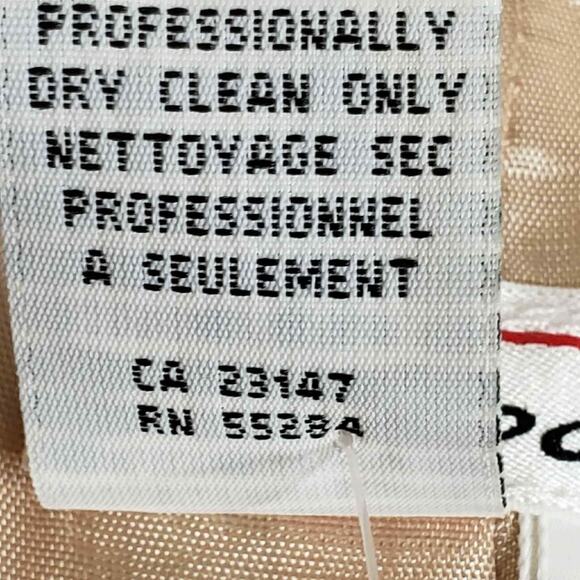 PROFESSIONALLY
DRY CLEAN ONLY
NETTOYAGE SEC
PROFESSIONNEL
A SEULEMENT
CA 23147
RN 55284